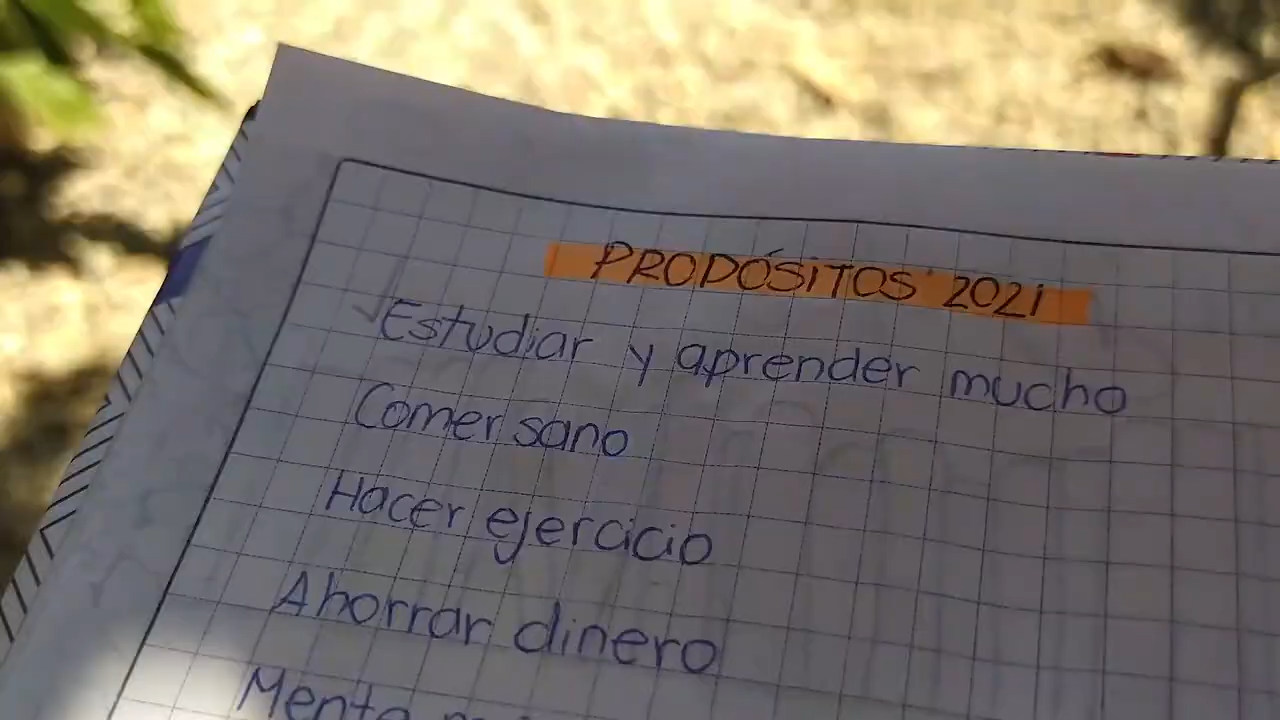 PROPÓSITOS 2021
Estudiar y aprender mucho
Comer sano
Hacer ejercicio
Ahorrar dinero